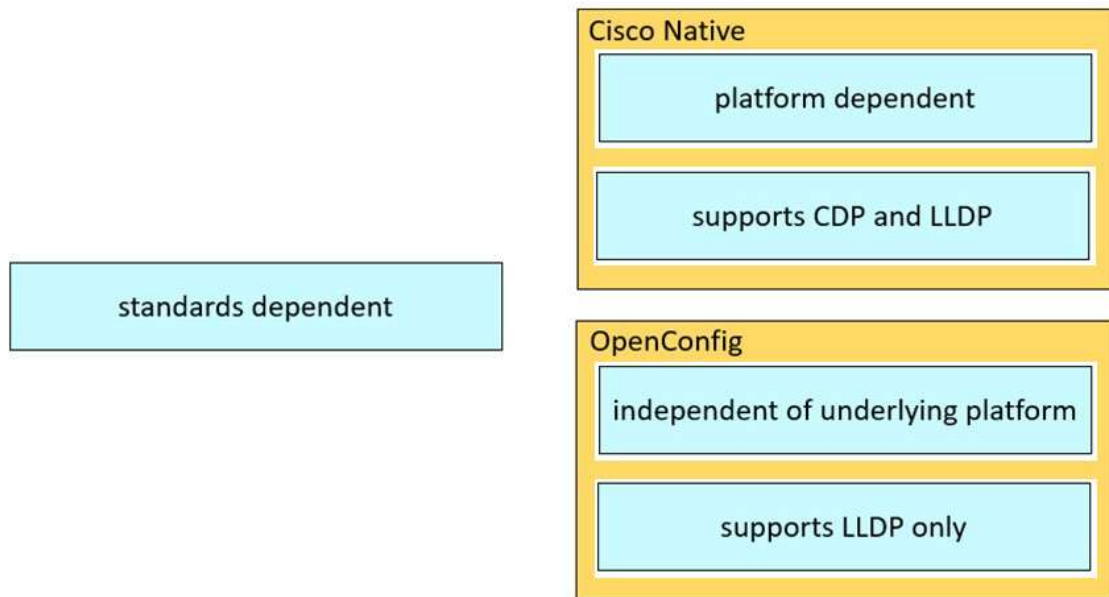 Cisco Native
platform dependent
supports CDP and LLDP
standards dependent
OpenConfig
independent of underlying platform
supports LLDP only